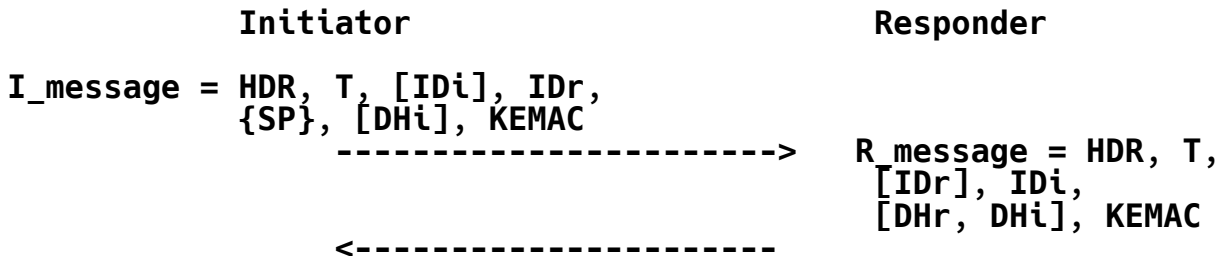 Initiator Responder
I_message = HDR, T, [IDi], IDr,
{SP}, [DHi], KEMAC
-----------------------> R_message = HDR, T,
[IDr], IDi,
[DHr, DHi], KEMAC
<----------------------